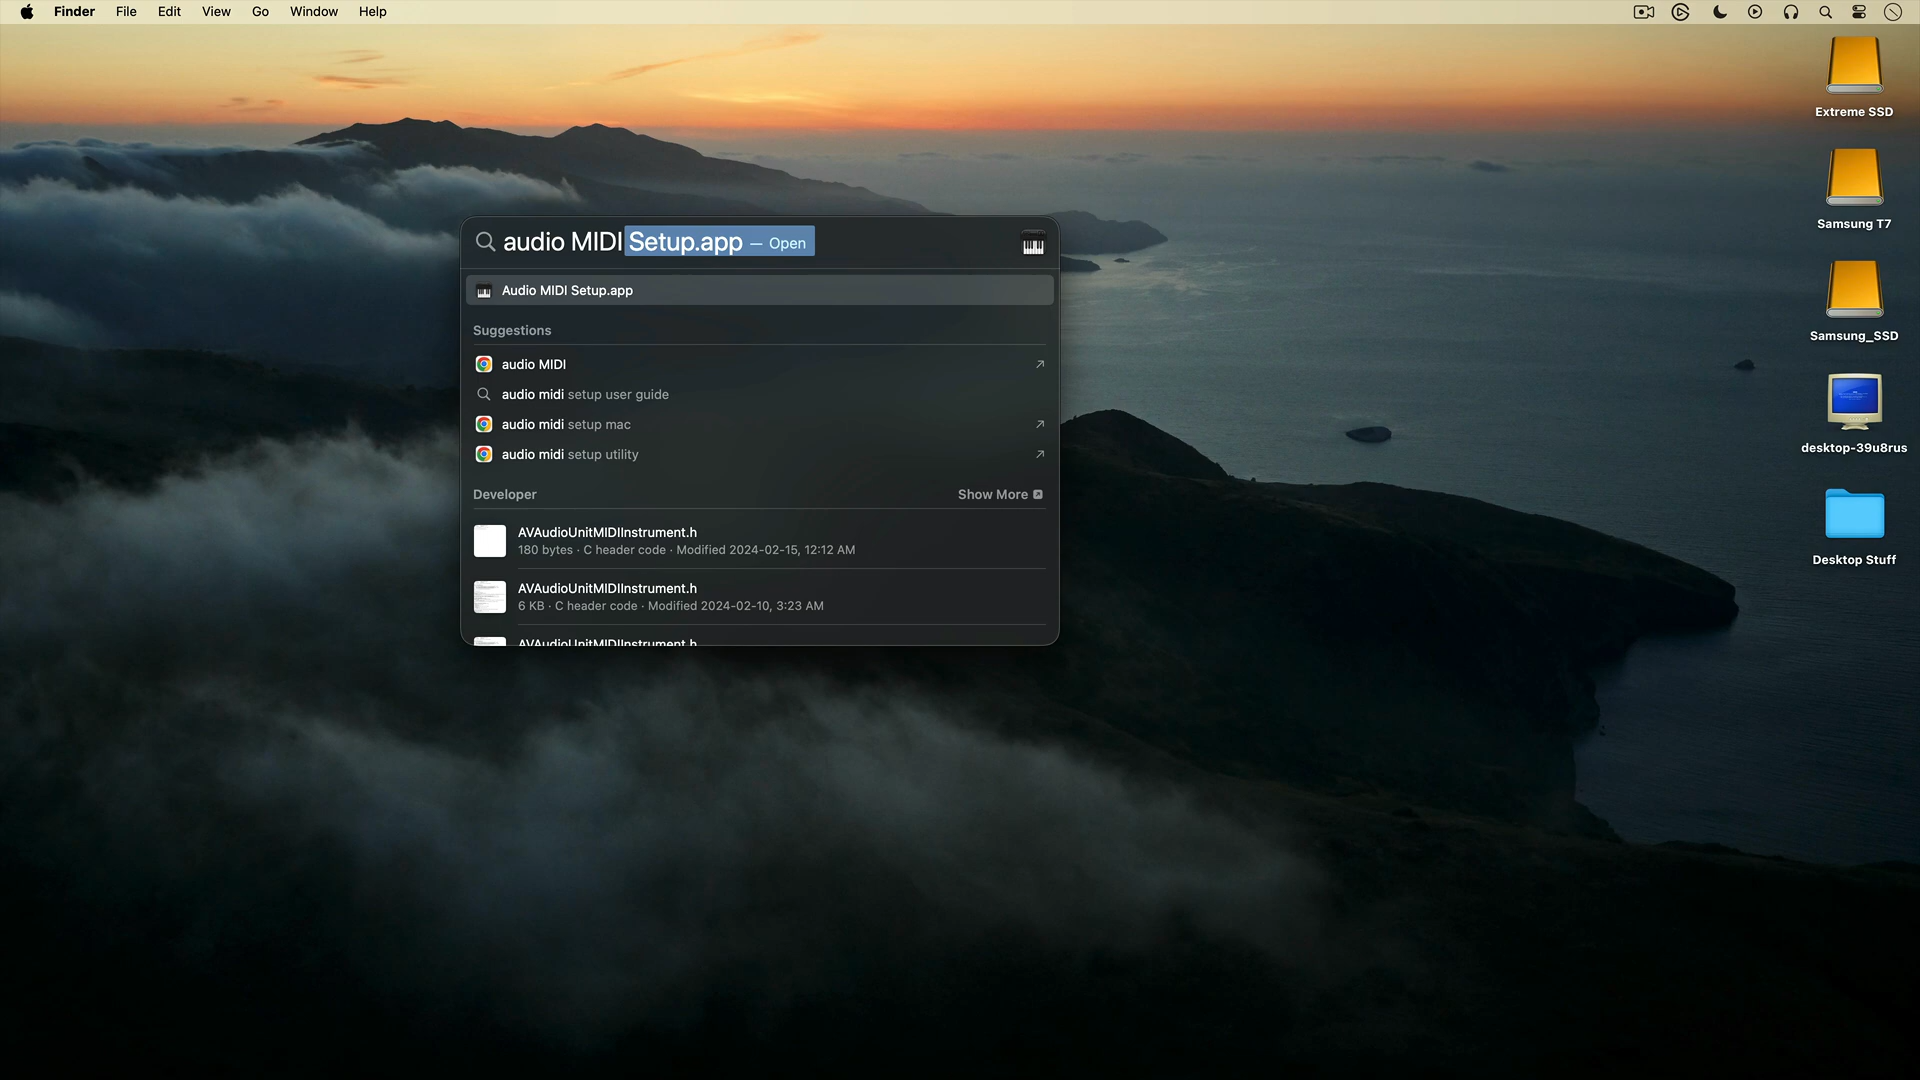 Finder File Edit View Go Window Help
Extreme SSD
Samsung T7
Samsung_SSD
desktop-39u8rus
Desktop Stuff
audio MIDI Setup.app — Open
Audio MIDI Setup.app
Suggestions
audio MIDI
audio midi setup user guide
audio midi setup mac
audio midi setup utility
Developer Show More
AVAudioUnitMIDIInstrument.h
180 bytes · C header code · Modified 2024-02-15, 12:12 AM
AVAudioUnitMIDIInstrument.h
6 KB · C header code · Modified 2024-02-10, 3:23 AM
AVAudioUnitMIDIInstrument.h